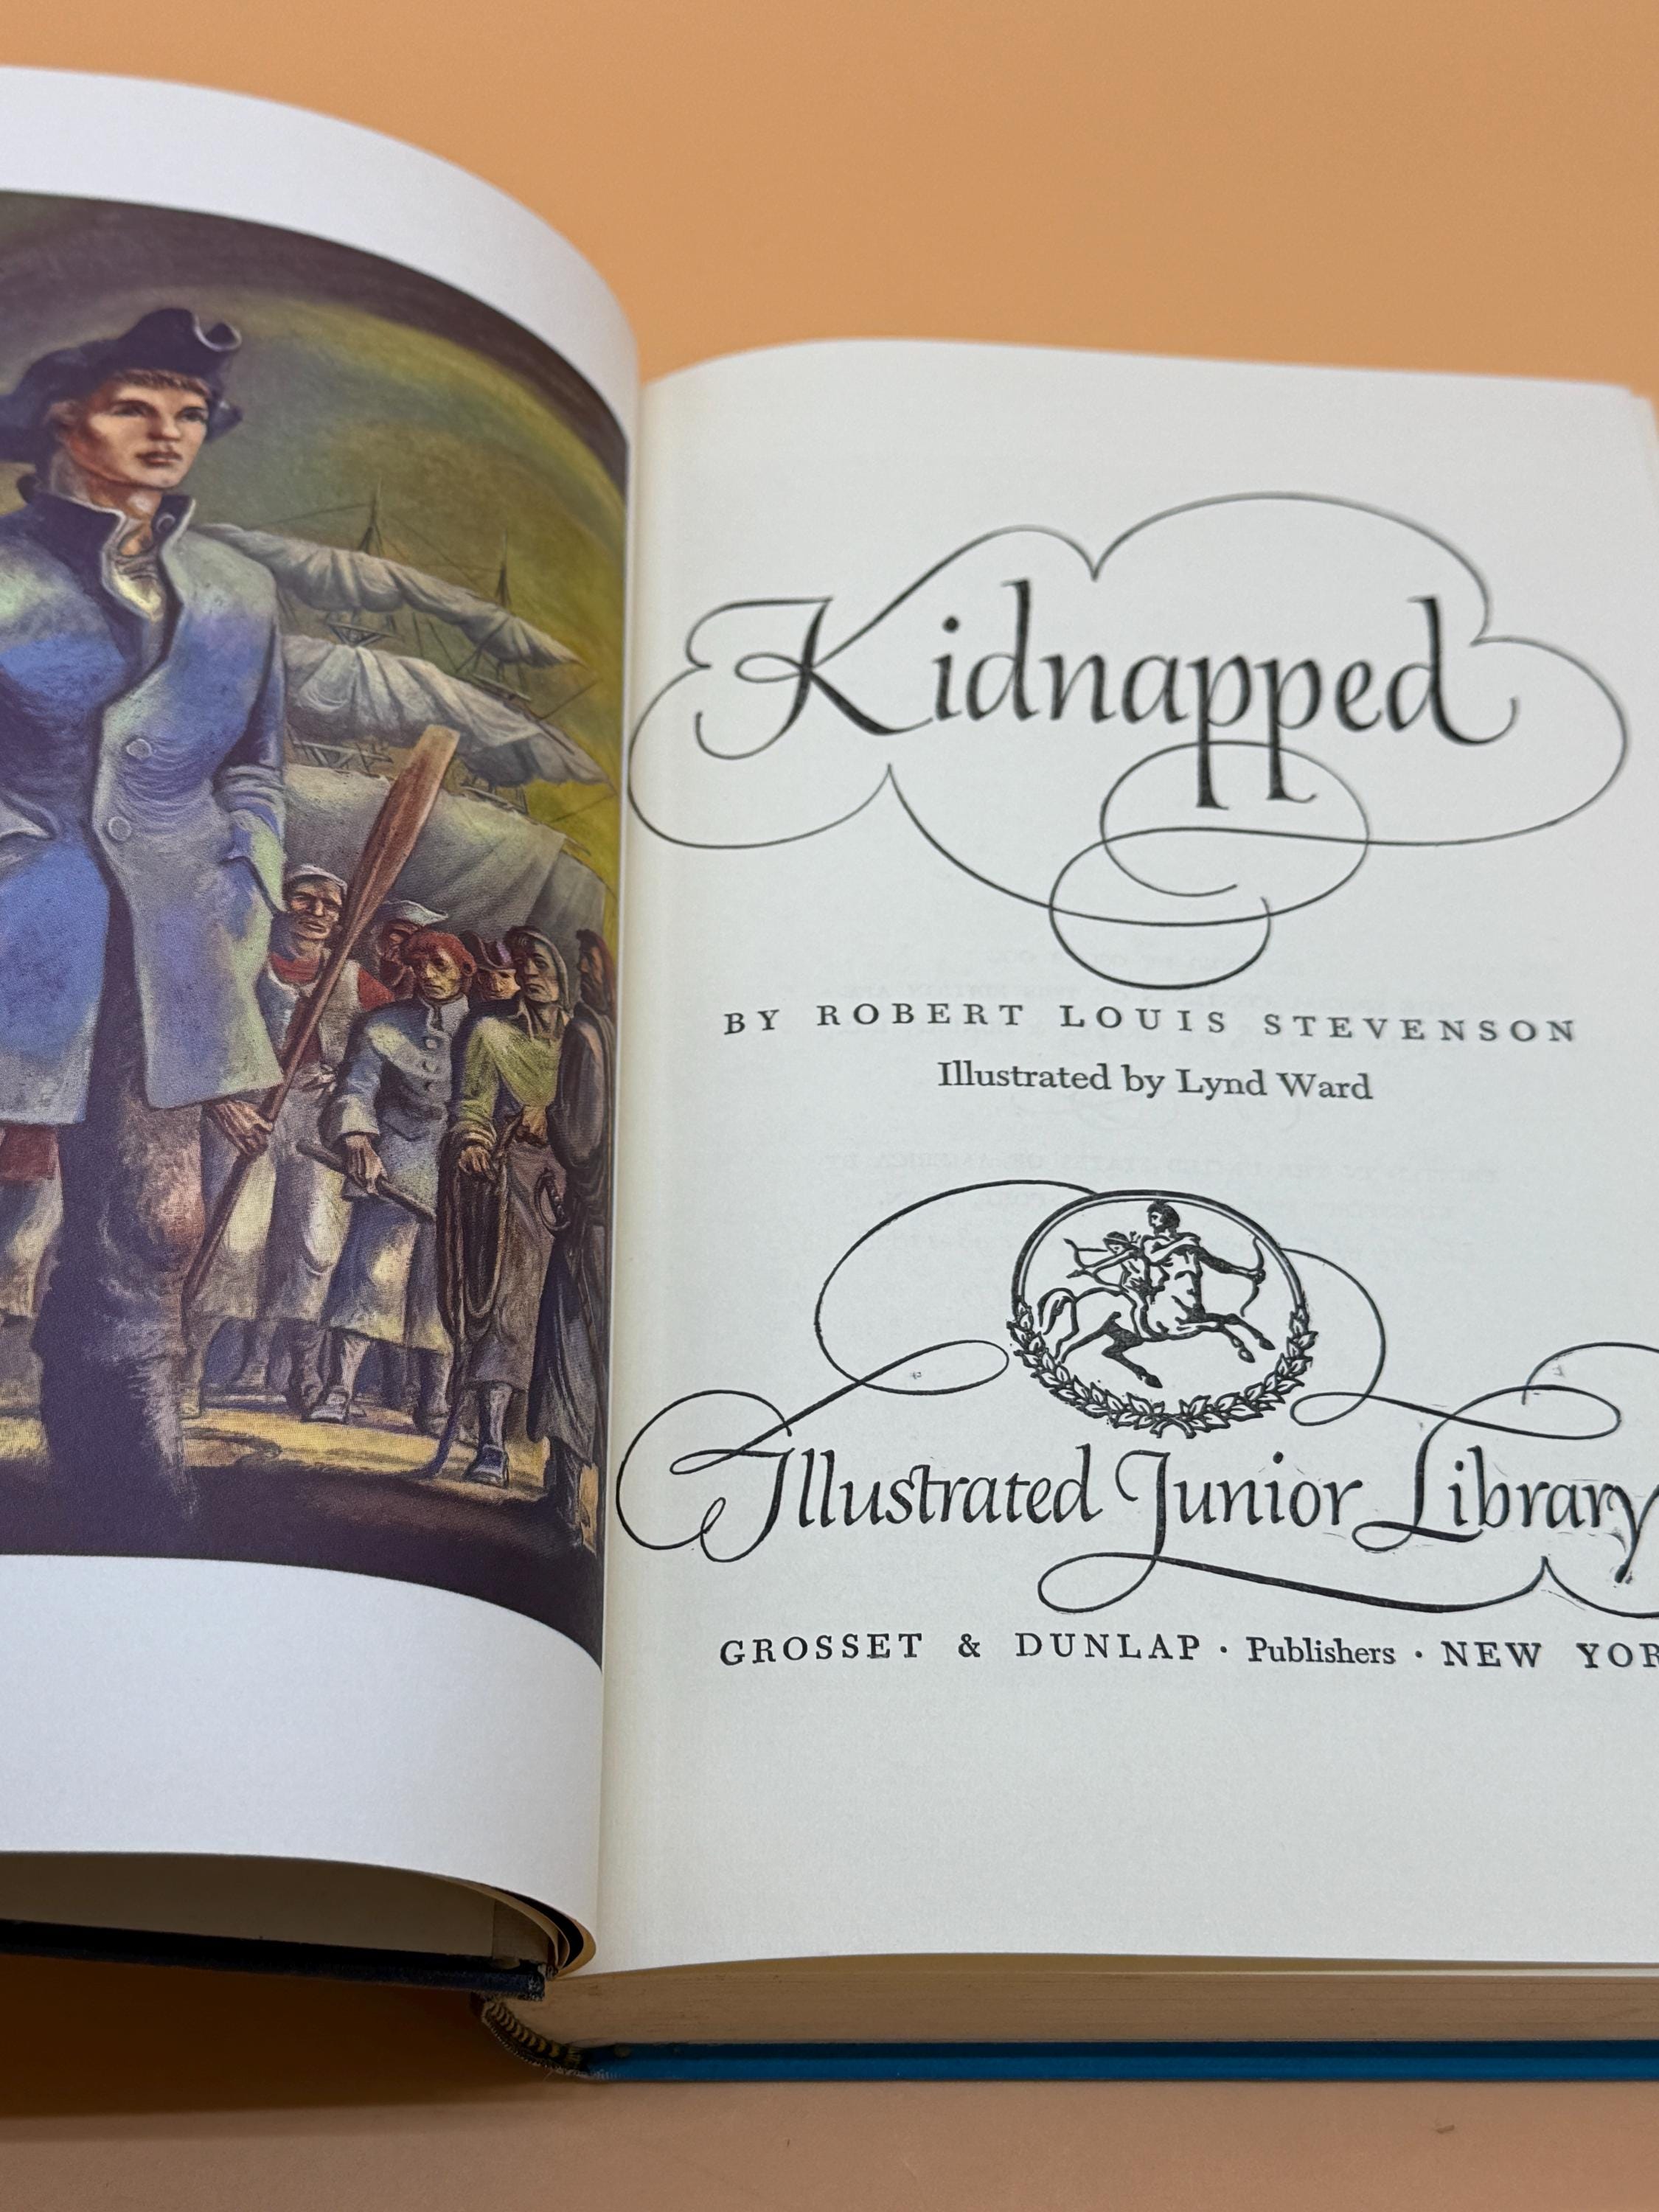 Kidnapped
BY ROBERT LOUIS STEVENSON
Illustrated by Lynd Ward
Illustrated Junior Library
GROSSET & DUNLAP · Publishers · NEW YOR